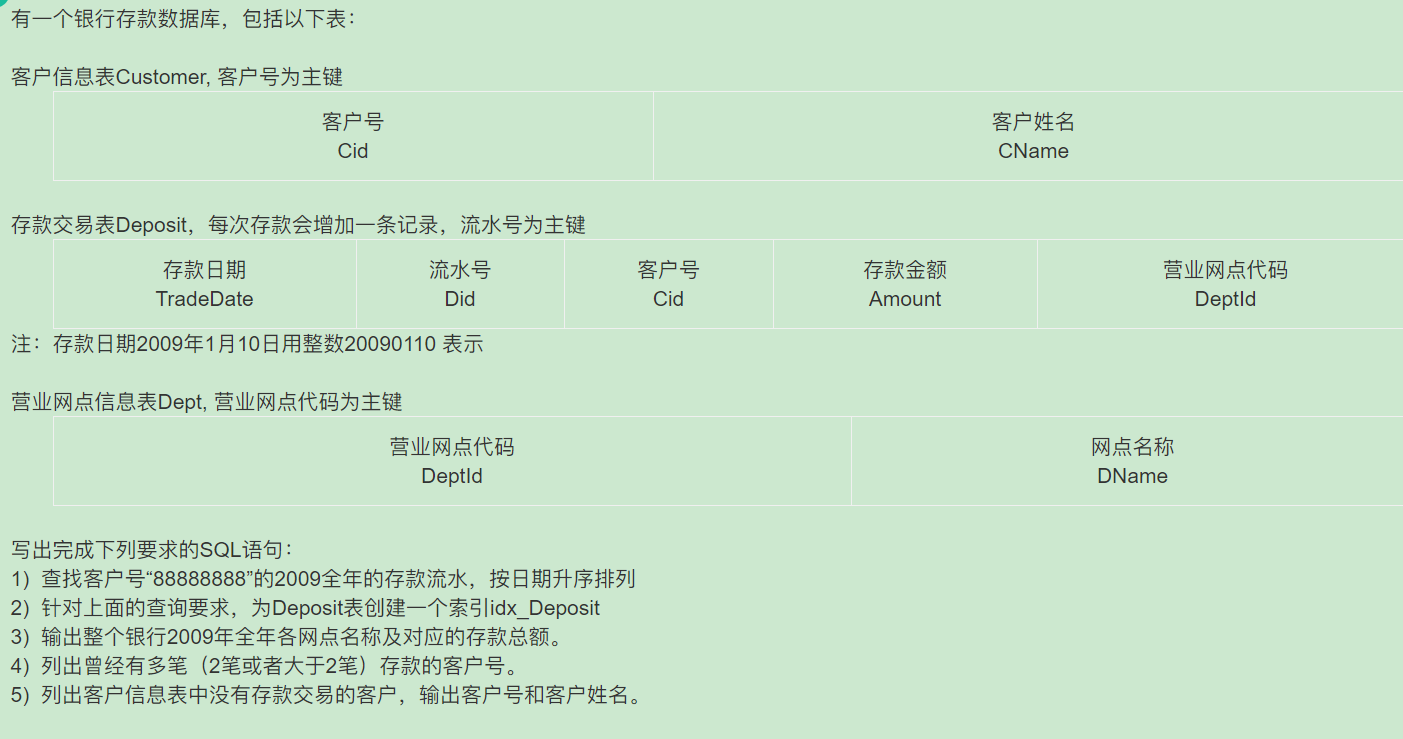 有一个银行存款数据库，包括以下表：
客户信息表Customer, 客户号为主键
客户号 客户姓名
Cid CName
存款交易表Deposit，每次存款会增加一条记录，流水号为主键
存款日期 流水号 客户号 存款金额 营业网点代码
TradeDate Did Cid Amount DeptId
注：存款日期2009年1月10日用整数20090110 表示
营业网点信息表Dept, 营业网点代码为主键
营业网点代码 网点名称
DeptId DName
写出完成下列要求的SQL语句：
1）查找客户号“88888888”的2009全年的存款流水，按日期升序排列
2）针对上面的查询要求，为Deposit表创建一个索引idx_Deposit
3）输出整个银行2009年全年各网点名称及对应的存款总额。
4）列出曾经有多笔（2笔或者大于2笔）存款的客户号。
5）列出客户信息表中没有存款交易的客户，输出客户号和客户姓名。